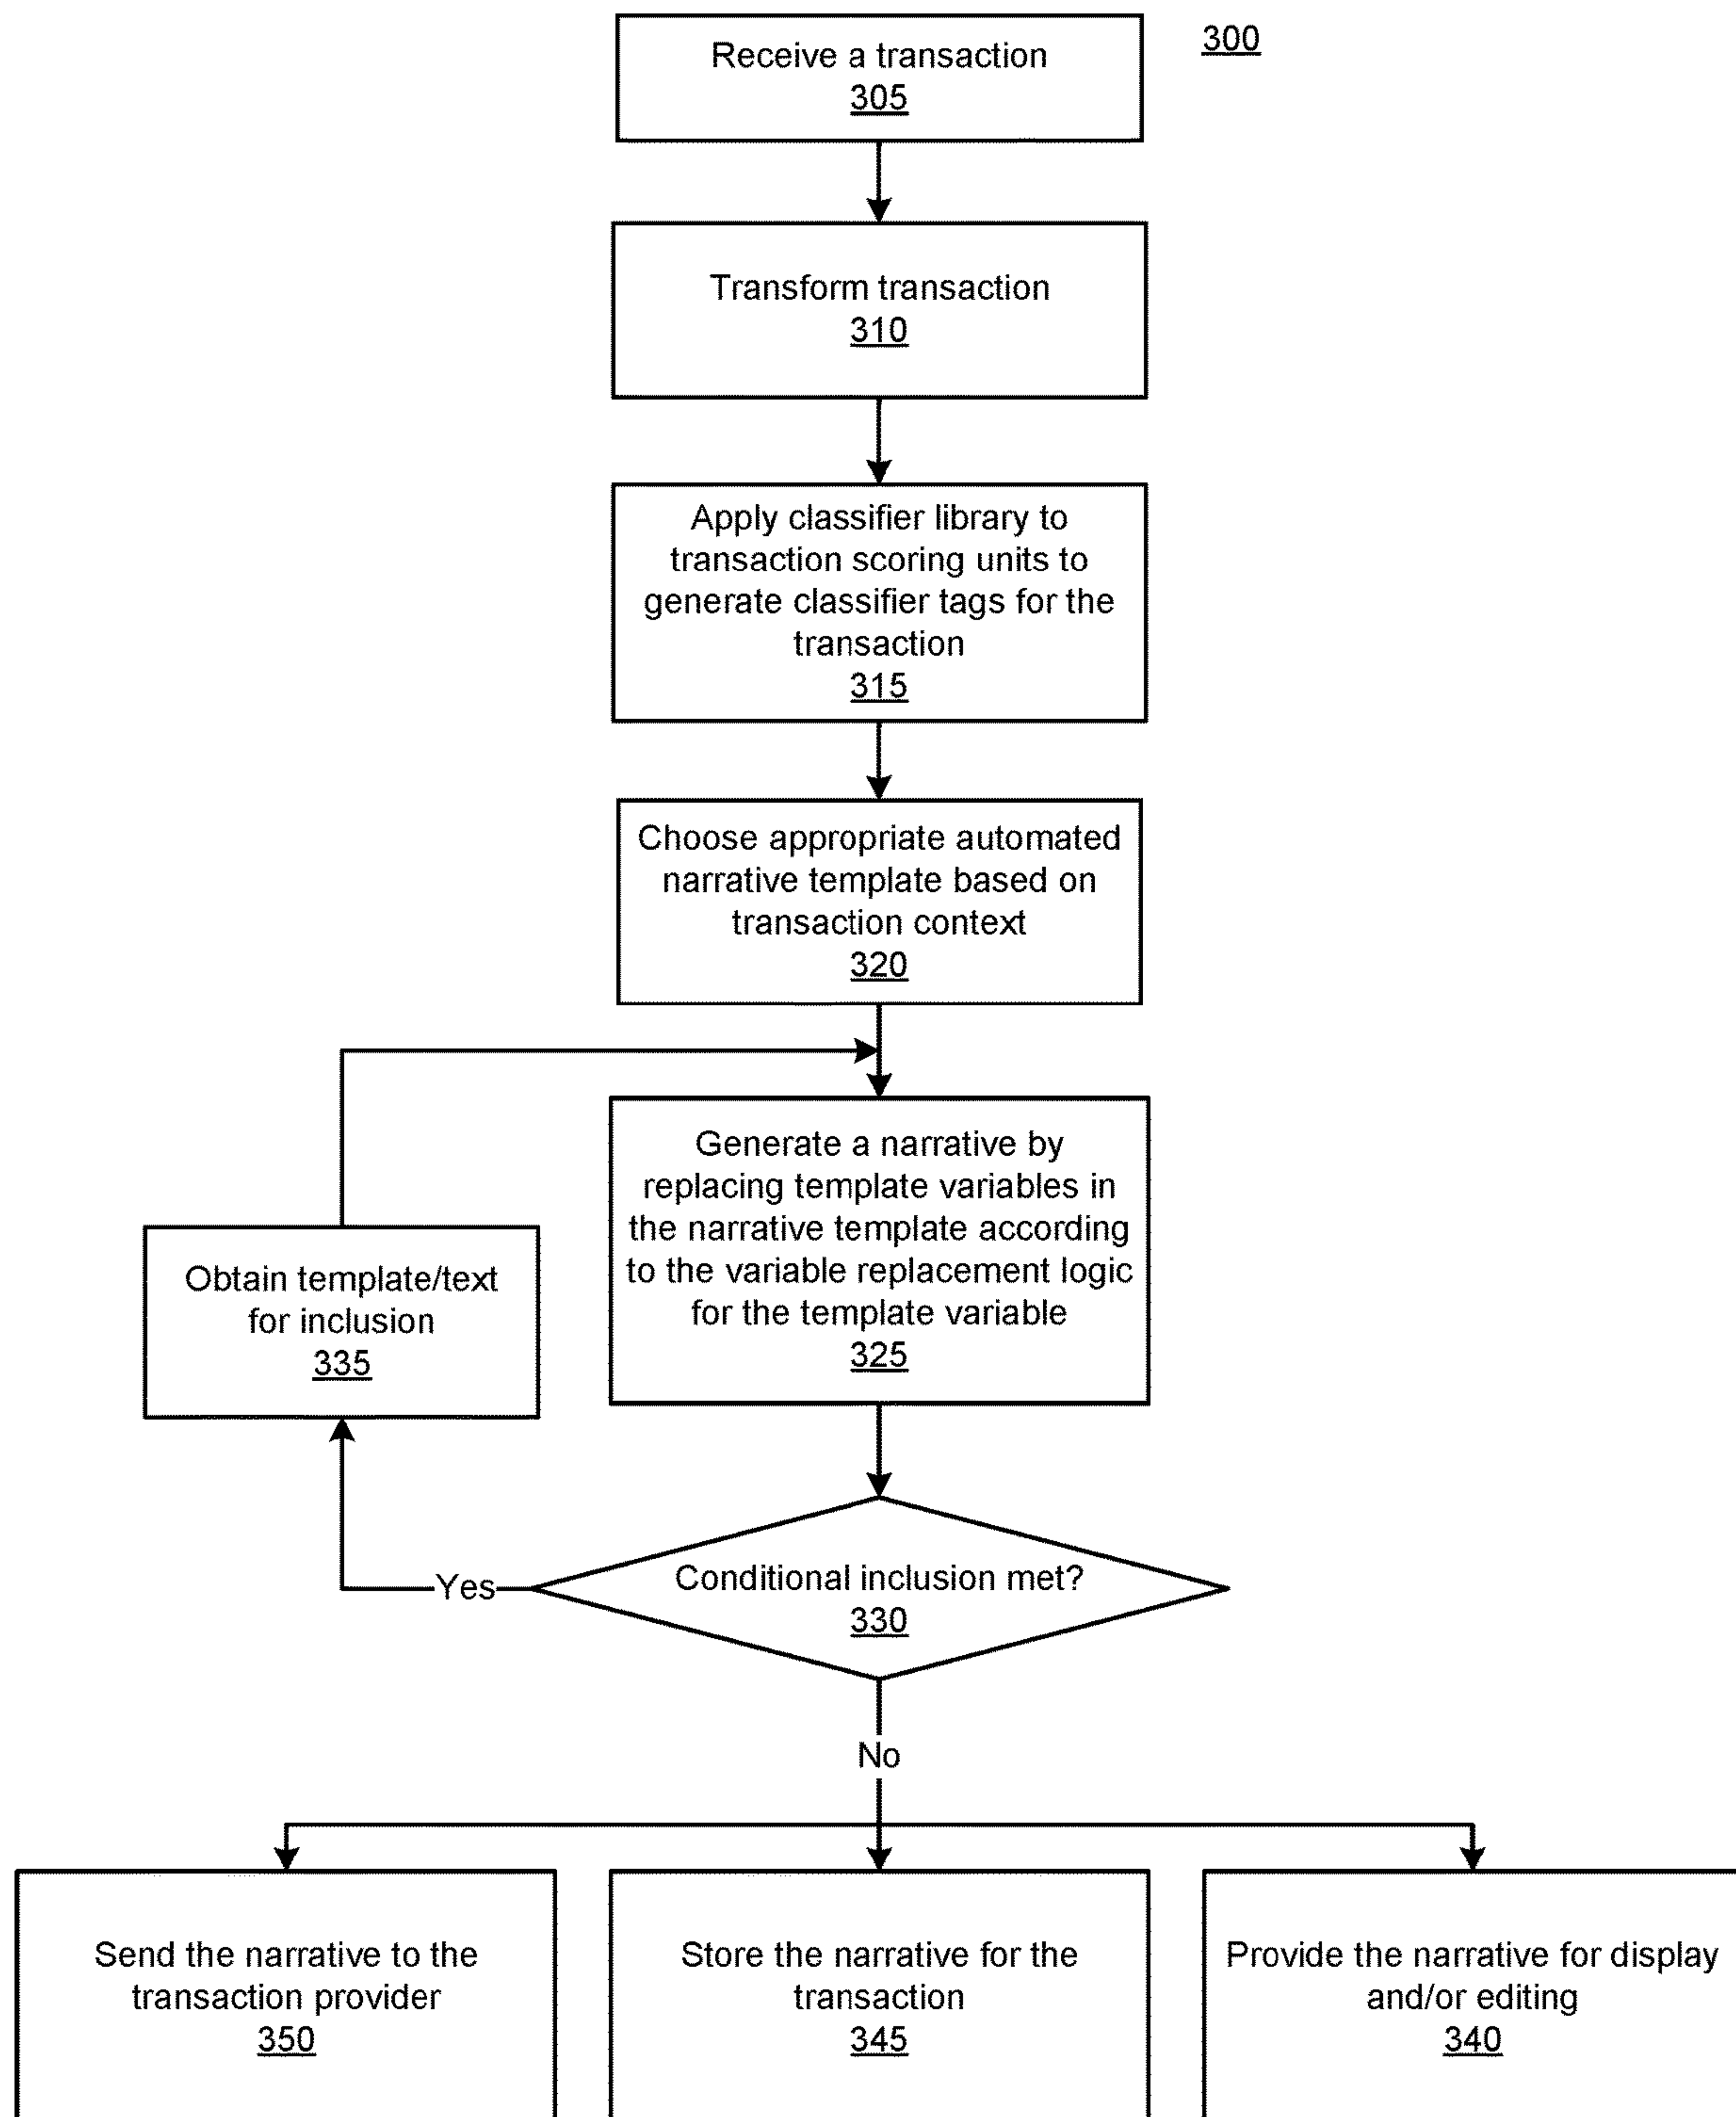 300
Receive a transaction
305
Transform transaction
310
Apply classifier library to
transaction scoring units to
generate classifier tags for the
transaction
315
Choose appropriate automated
narrative template based on
transaction context
320
Generate a narrative by
replacing template variables in
the narrative template according
to the variable replacement logic
for the template variable
325
Obtain template/text
for inclusion
335
Conditional inclusion met?
330
Yes
No
Send the narrative to the
transaction provider
350
Store the narrative for the
transaction
345
Provide the narrative for display
and/or editing
340